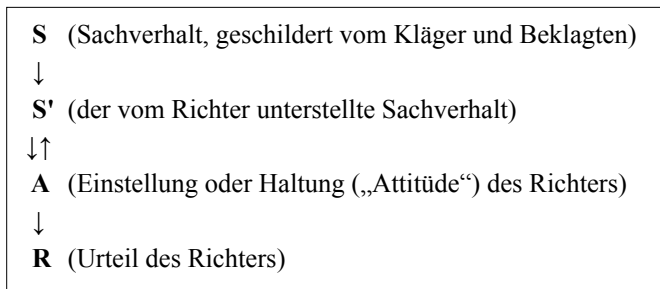 S (Sachverhalt, geschildert vom Kläger und Beklagten)
↓
S' (der vom Richter unterstellte Sachverhalt)
↓↑
A (Einstellung oder Haltung („Attitüde“) des Richters)
↓
R (Urteil des Richters)